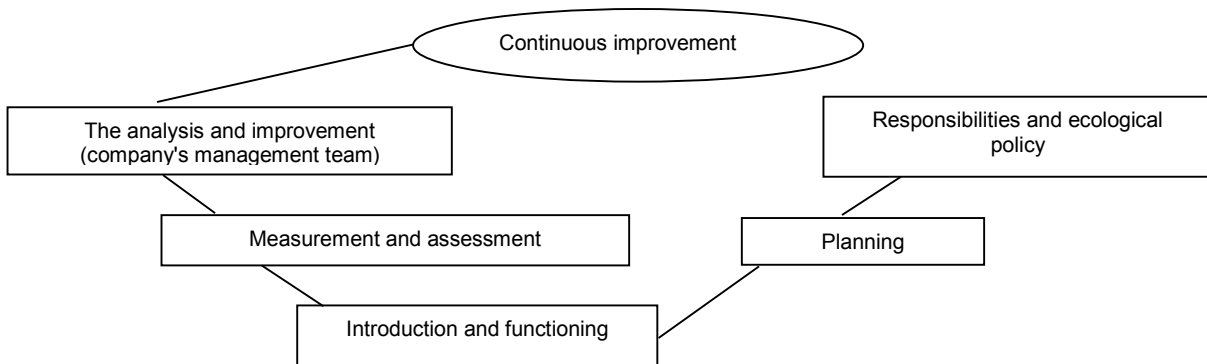 Continuous improvement
The analysis and improvement
(company's management team)
Responsibilities and ecological
policy
Measurement and assessment
Planning
Introduction and functioning